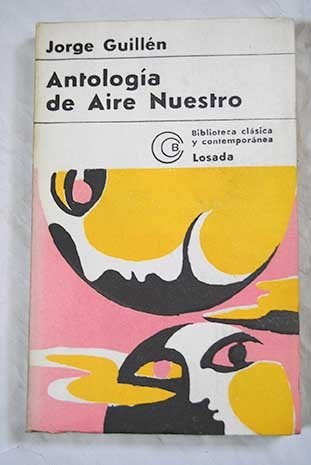 Jorge Guillén
Antología
de Aire Nuestro
B
Biblioteca clásica
y contemporánea
Losada